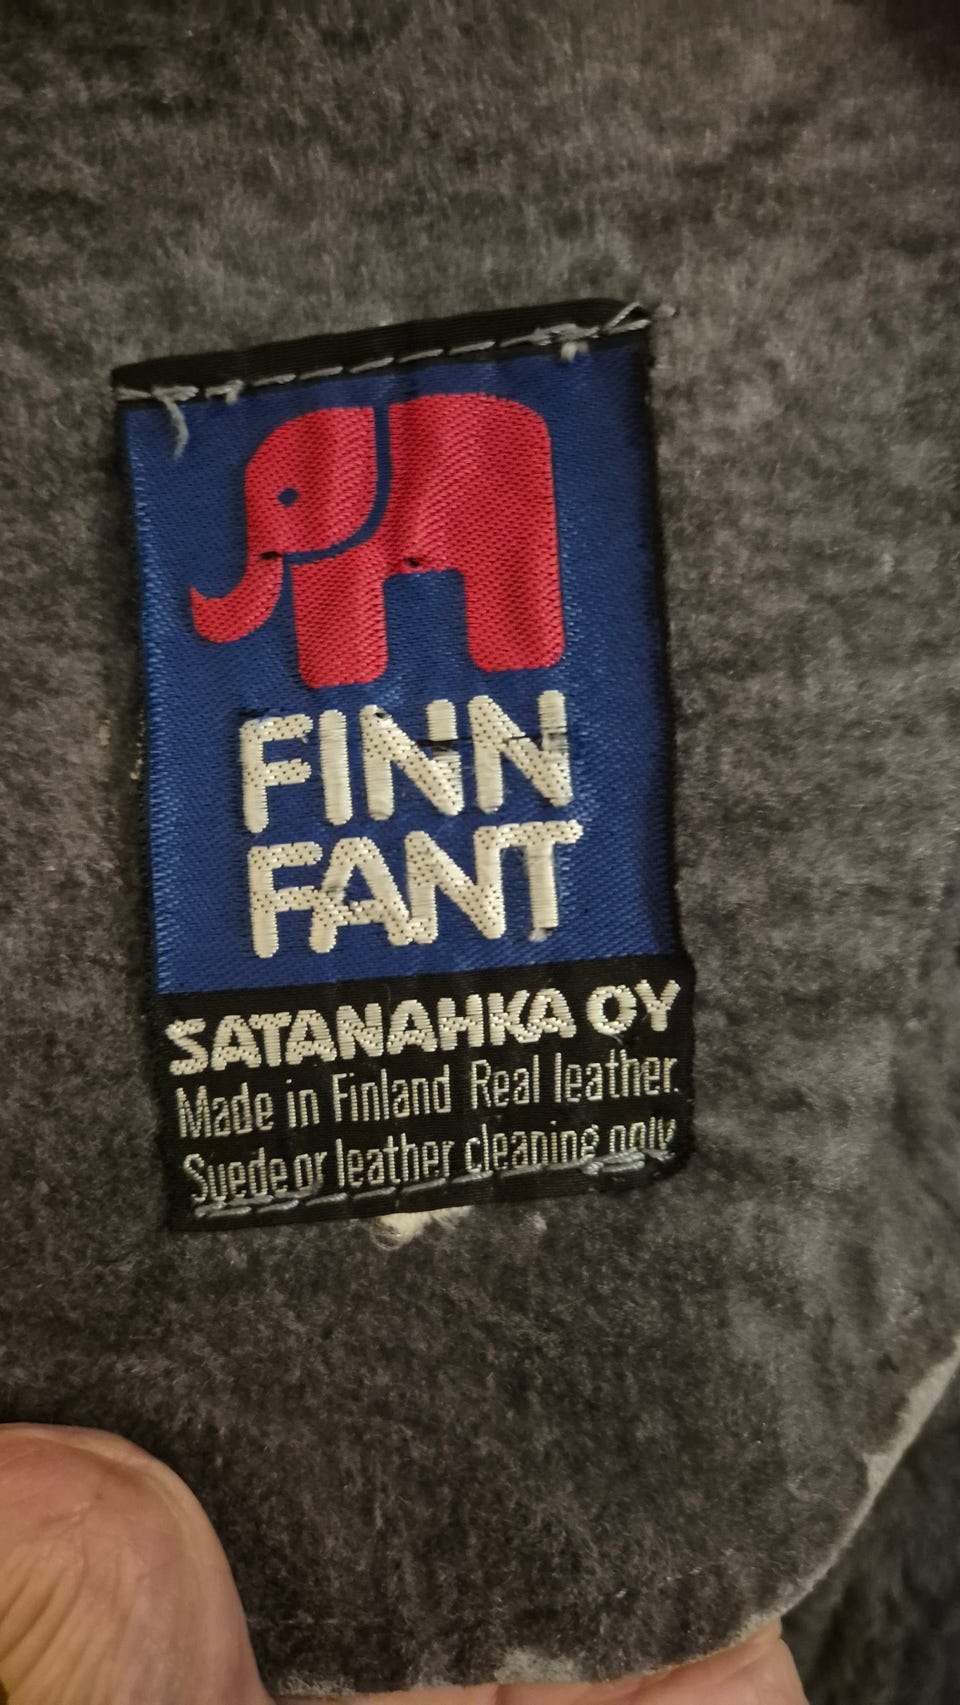 FINN
FANT
SATANAHKA OY
Made in Finland Real leather.
Suede or leather cleaning only